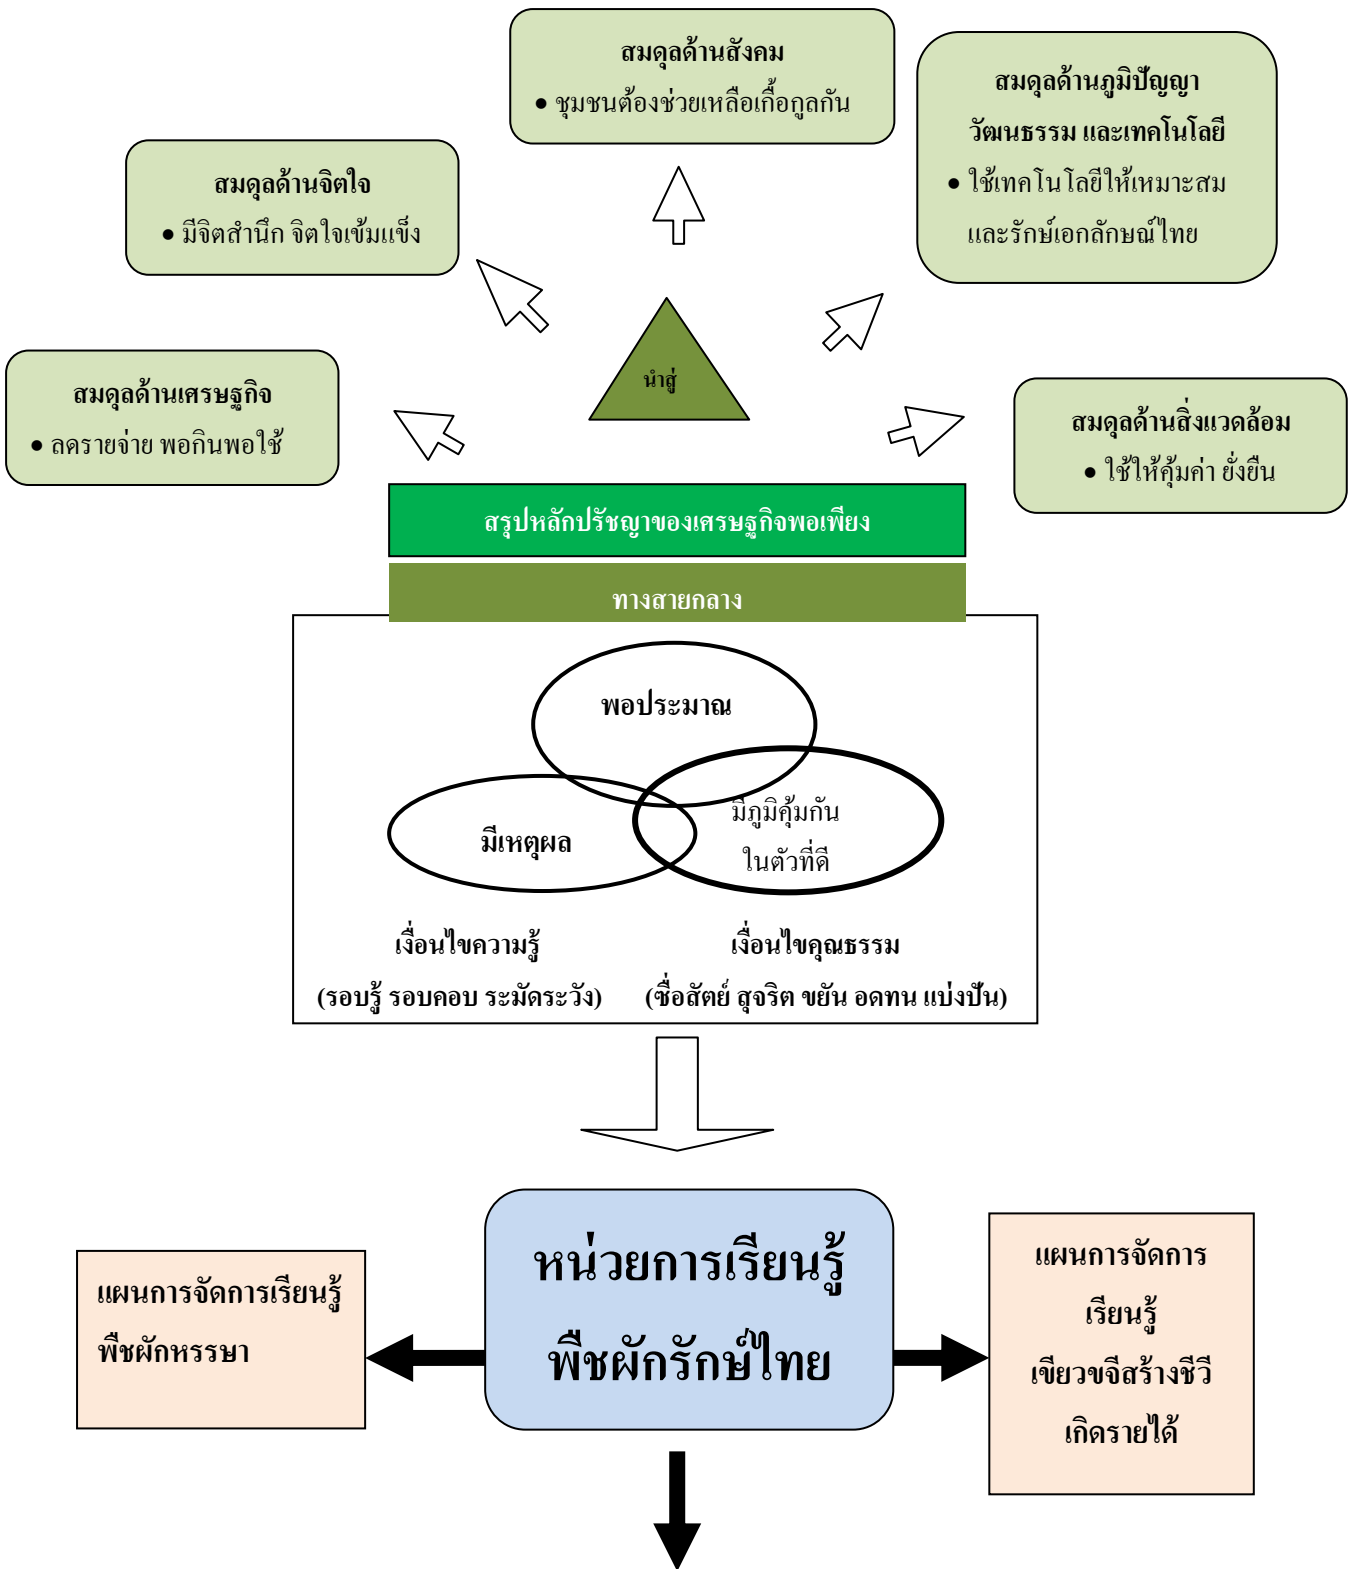 สมดุลด้านสังคม
• ชุมชนต้องช่วยเหลือเกื้อกูลกัน
สมดุลด้านภูมิปัญญา
วัฒนธรรม และเทคโนโลยี
• ใช้เทคโนโลยีให้เหมาะสม
และรักษ์เอกลักษณ์ไทย
สมดุลด้านจิตใจ
• มีจิตสำนึก จิตใจเข้มแข็ง
นำสู่
สมดุลด้านเศรษฐกิจ
• ลดรายจ่าย พอกินพอใช้
สมดุลด้านสิ่งแวดล้อม
• ใช้ให้คุ้มค่า ยั่งยืน
สรุปหลักปรัชญาของเศรษฐกิจพอเพียง
ทางสายกลาง
พอประมาณ
มีเหตุผล
มีภูมิคุ้มกัน
ในตัวที่ดี
เงื่อนไขความรู้
(รอบรู้ รอบคอบ ระมัดระวัง)
เงื่อนไขคุณธรรม
(ซื่อสัตย์ สุจริต ขยัน อดทน แบ่งปัน)
หน่วยการเรียนรู้
พืชผักรักษ์ไทย
แผนการจัดการเรียนรู้
พืชผักหรรษา
แผนการจัดการ
เรียนรู้
เขียวขจีสร้างชีวี
เกิดรายได้